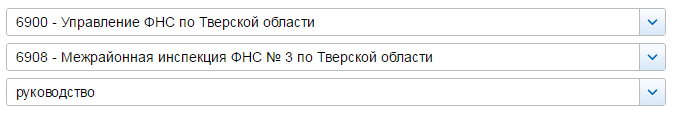 6900 - Управление ФНС по Тверской области
6908 - Межрайонная инспекция ФНС № 3 по Тверской области
руководство